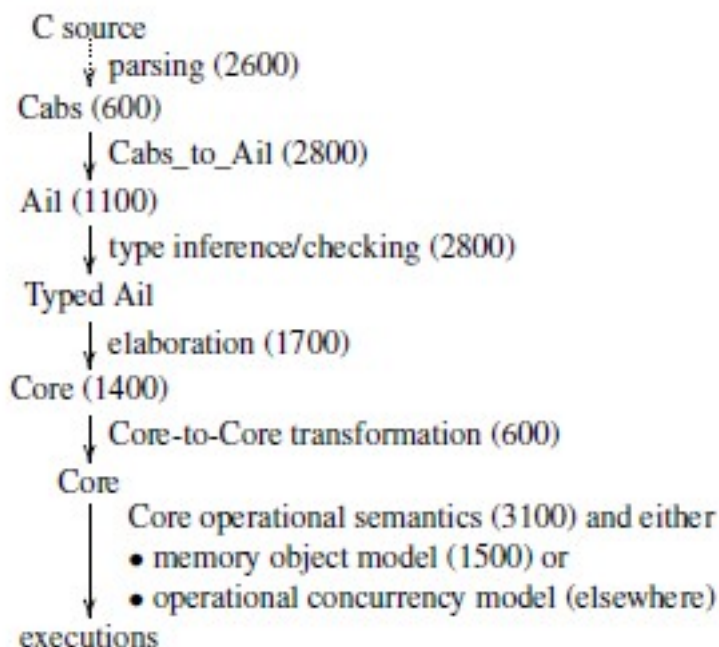 C source
parsing (2600)
Cabs (600)
Cabs_to_Ail (2800)
Ail (1100)
type inference/checking (2800)
Typed Ail
elaboration (1700)
Core (1400)
Core-to-Core transformation (600)
Core
Core operational semantics (3100) and either
• memory object model (1500) or
• operational concurrency model (elsewhere)
executions